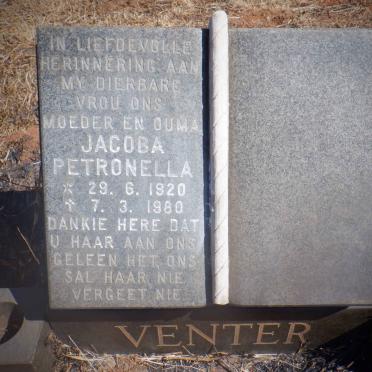 IN LIEFDEVOLLE
HERINNERING AAN
MY DIERBARE
VROU ONS
MOEDER EN OUMA
JACOBA
PETRONELLA
* 29. 6. 1920
† 7. 3. 1980
DANKIE HERE DAT
U HAAR AAN ONS
GELEEN HET, ONS
SAL HAAR NIE
VERGEET NIE
VENTER